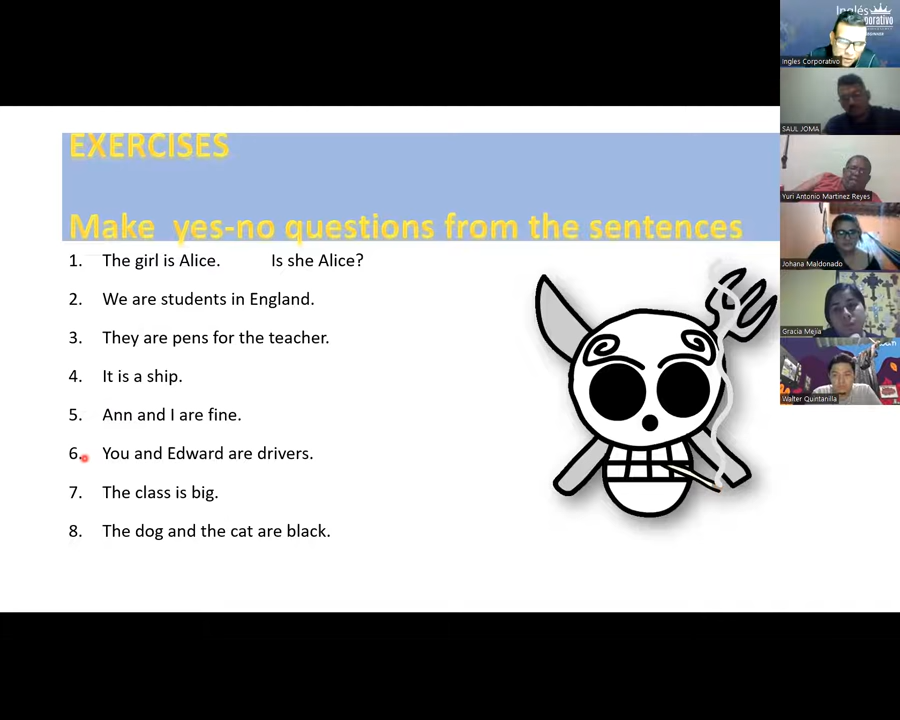 EXERCISES
Make yes-no questions from the sentences
1. The girl is Alice. Is she Alice?
2. We are students in England.
3. They are pens for the teacher.
4. It is a ship.
5. Ann and I are fine.
6. You and Edward are drivers.
7. The class is big.
8. The dog and the cat are black.
Inglés
Ingles Corporativo
SAUL JOMA
Yuri Antonio Martinez Reyes
Johana Maldonado
Gracia Mejia
Walter Quintanilla